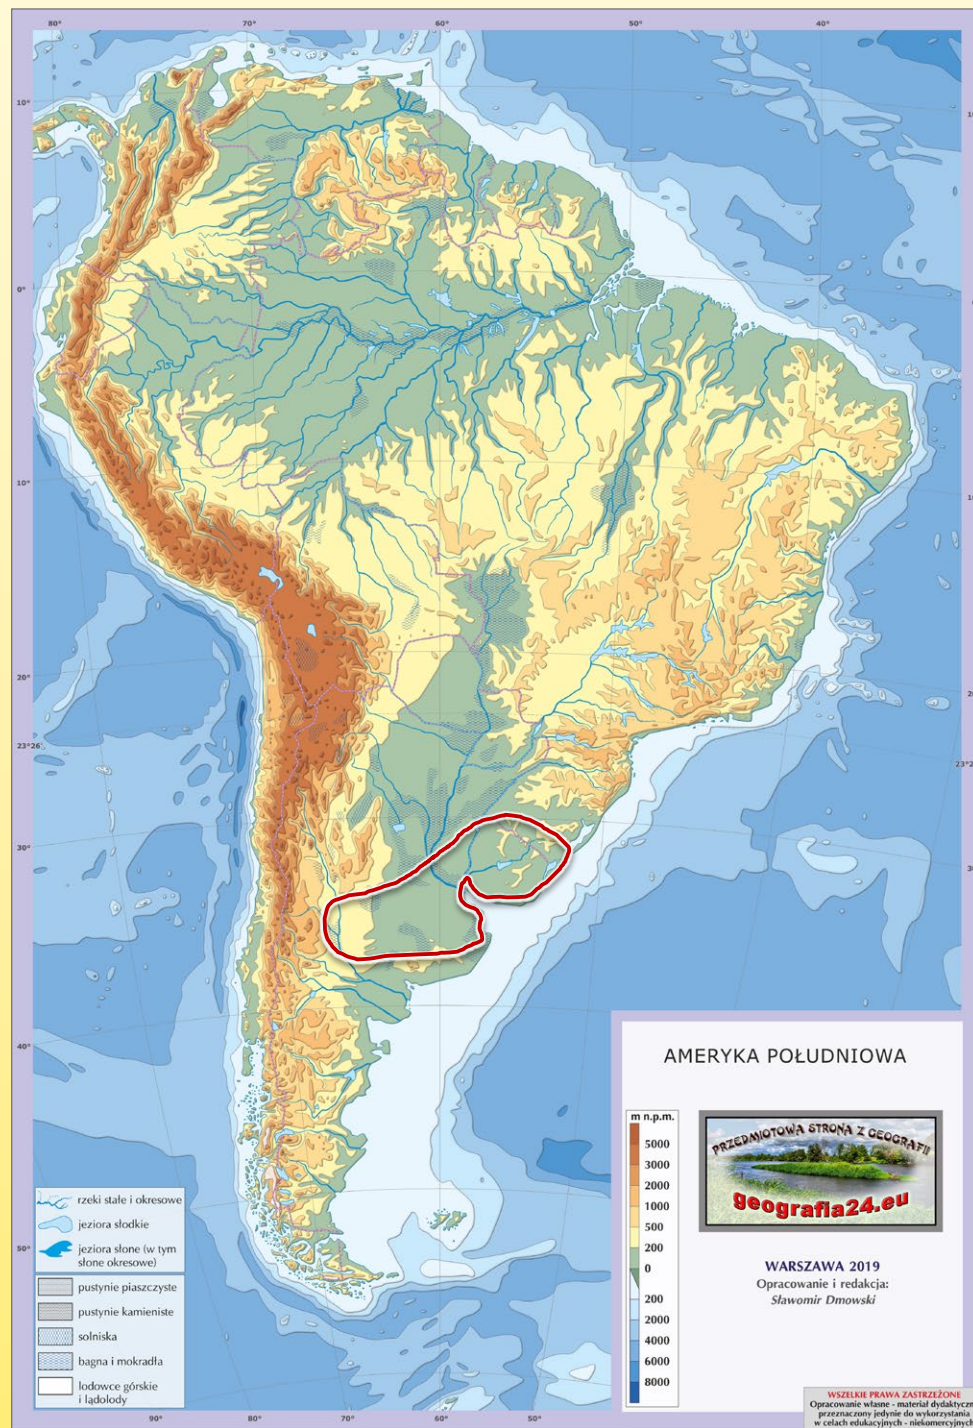 80°
70°
60°
50°
40°
10°
0°
10°
20°
23°26'
30°
40°
50°
90°
80°
70°
60°
50°
AMERYKA POŁUDNIOWA
m n.p.m.
5000
3000
2000
1000
500
200
0
200
2000
4000
6000
8000
PRZEDMIOTOWA STRONA Z GEOGRAFII
geografia24.eu
WARSZAWA 2019
Opracowanie i redakcja:
Sławomir Dmowski
rzeki stałe i okresowe
jeziora słodkie
jeziora słone (w tym
słone okresowe)
pustynie piaszczyste
pustynie kamieniste
solniska
bagna i mokradła
lodowce górskie
i lądolody
WSZELKIE PRAWA ZASTRZEŻONE
Opracowanie własne - materiał dydaktyczn
przeznaczony jedynie do wykorzystania
w celach edukacyjnych - niekomercyjnych